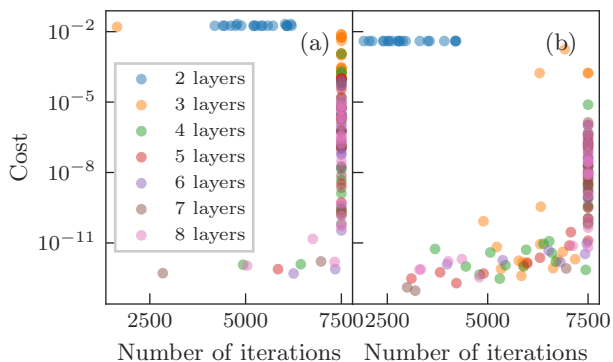 10⁻²
10⁻⁵
10⁻⁸
10⁻¹¹
Cost
(a)
(b)
2 layers
3 layers
4 layers
5 layers
6 layers
7 layers
8 layers
2500
5000
7500
2500
5000
7500
Number of iterations
Number of iterations